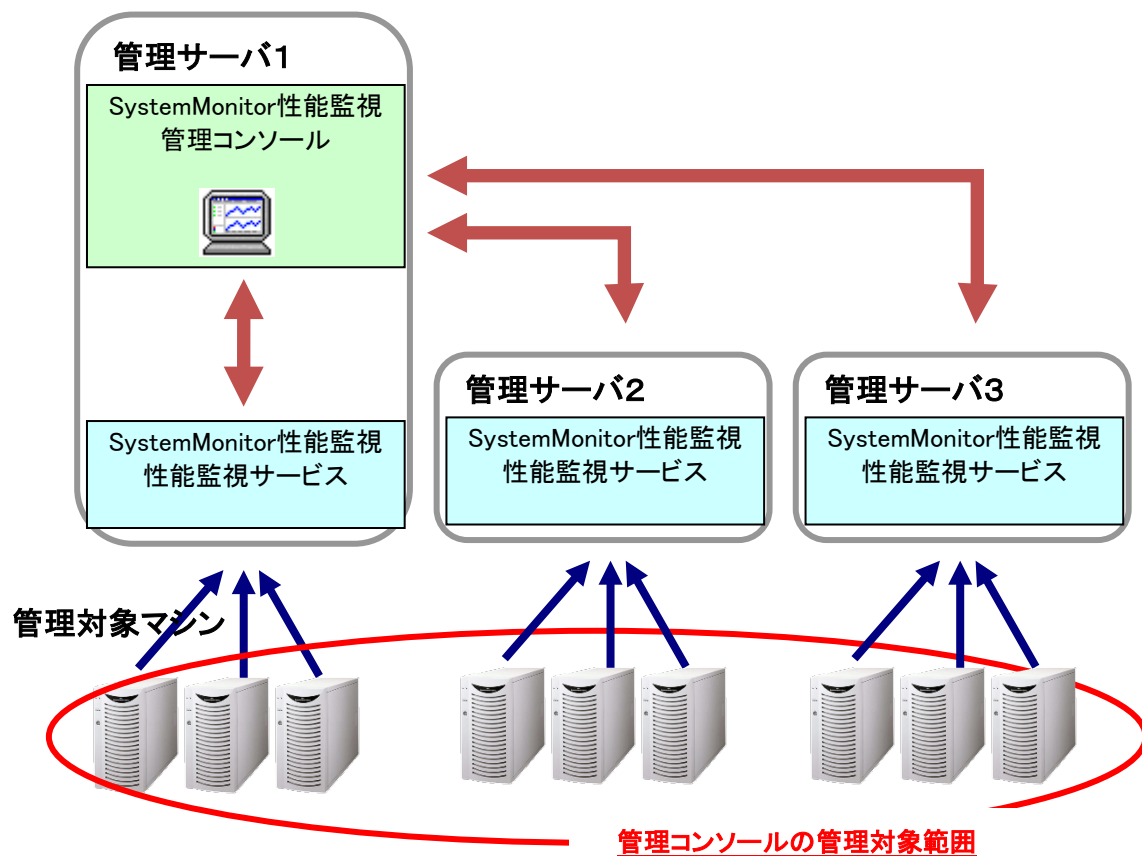 管理サーバ1
SystemMonitor性能監視
管理コンソール
SystemMonitor性能監視
性能監視サービス
管理サーバ2
SystemMonitor性能監視
性能監視サービス
管理サーバ3
SystemMonitor性能監視
性能監視サービス
管理対象マシン
管理コンソールの管理対象範囲